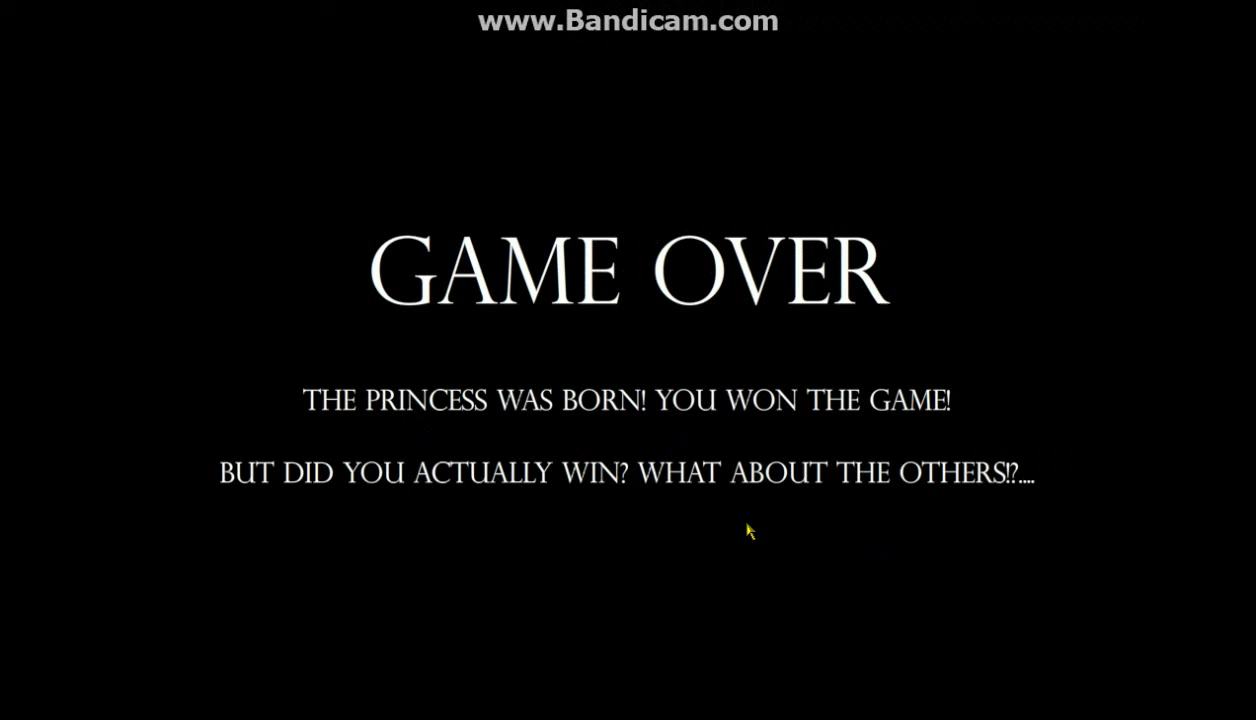 www.Bandicam.com
GAME OVER
THE PRINCESS WAS BORN! YOU WON THE GAME!
BUT DID YOU ACTUALLY WIN? WHAT ABOUT THE OTHERS!?....